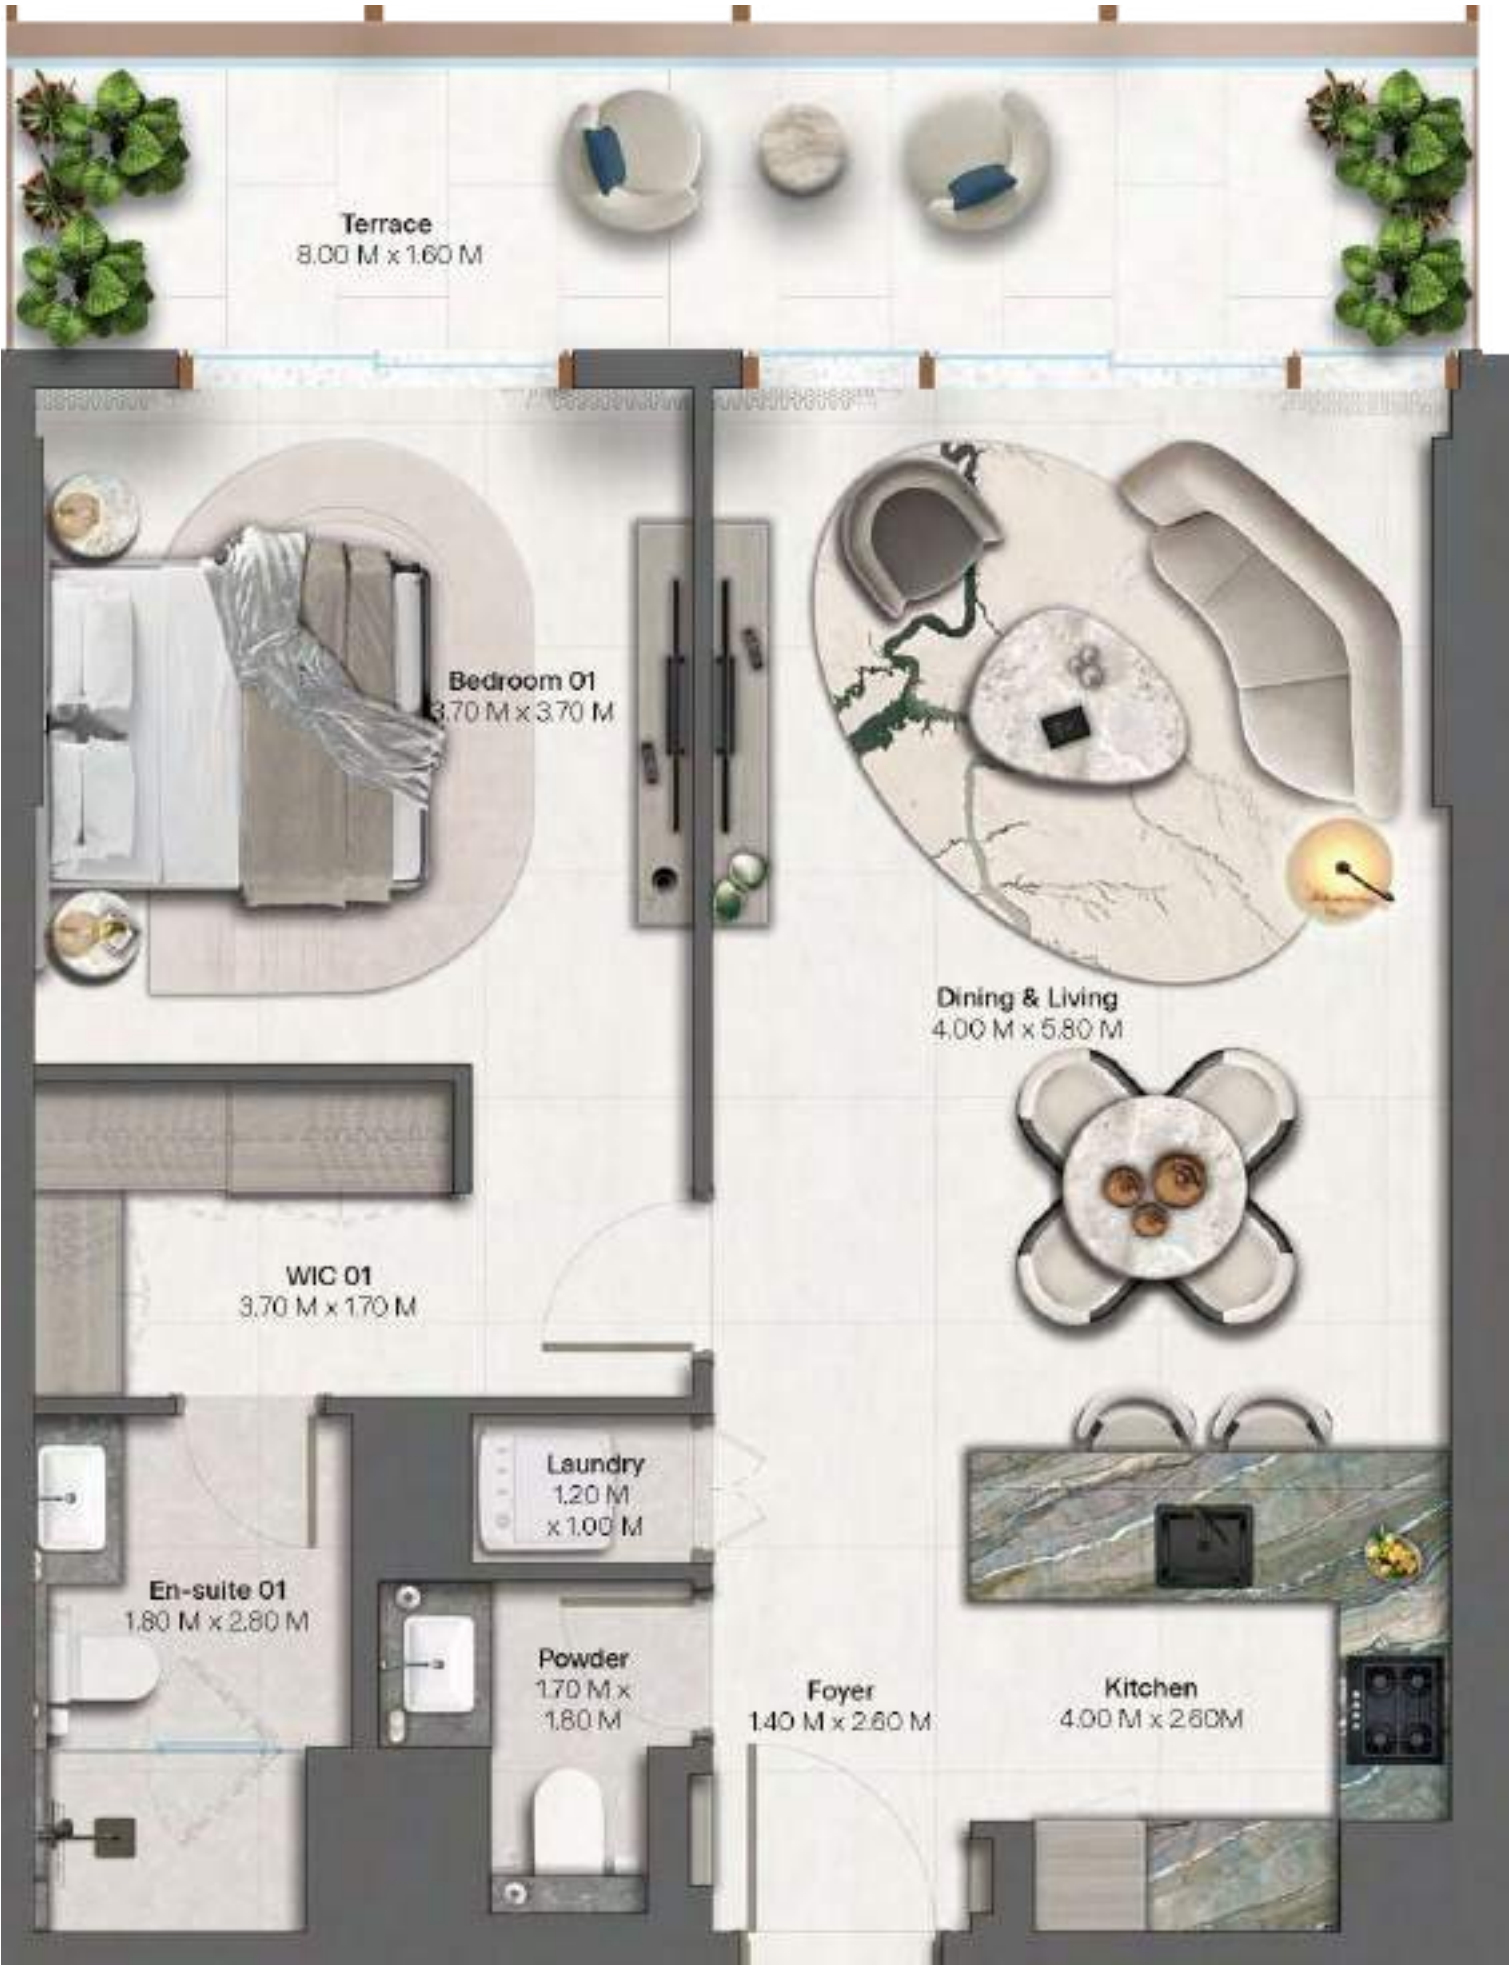 Terrace
8.00 M x 1.60 M
Bedroom 01
3.70 M x 3.70 M
Dining & Living
4.00 M x 5.80 M
WIC 01
3.70 M x 1.70 M
Laundry
1.20 M
x 1.00 M
En-suite 01
1.80 M x 2.80 M
Powder
1.70 M x
1.80 M
Foyer
1.40 M x 2.60 M
Kitchen
4.00 M x 2.60M